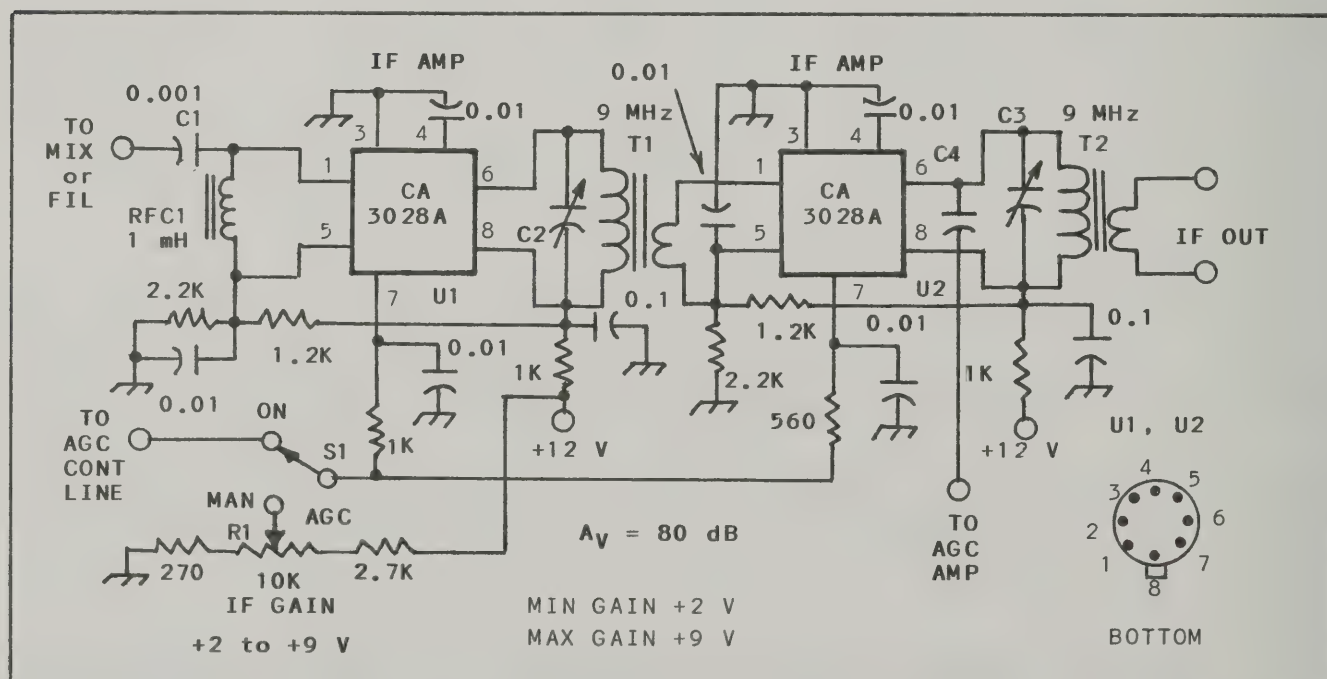 IF AMP
0.01
IF AMP
0.001
C1
0.01
9 MHz
T1
0.01
C3
9 MHz
T2
TO
MIX
or
FIL
3
4
3
4
1
CA
3028A
6
1
CA
3028A
6
C4
RFC1
1 mH
5
8
C2
5
8
IF OUT
7
U1
7
U2
2.2K
0.1
1.2K
0.01
0.1
1.2K
0.01
1K
2.2K
1K
0.01
ON
560
TO
AGC
CONT
LINE
S1
1K
+12 V
+12 V
U1, U2
MAN
AGC
R1
AV = 80 dB
TO
AGC
AMP
4
3
5
2
6
1
7
8
270
10K
2.7K
IF GAIN
+2 to +9 V
MIN GAIN +2 V
MAX GAIN +9 V
BOTTOM